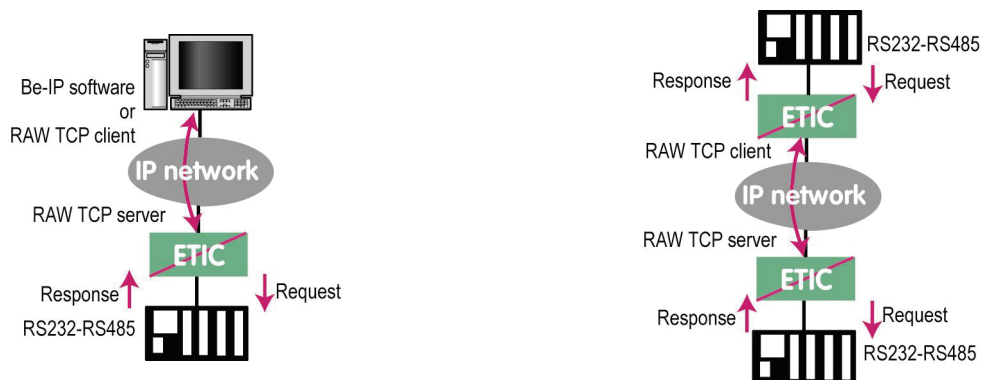 Be-IP software
or
RAW TCP client
IP network
RAW TCP server
ETIC
Response
Request
RS232-RS485
RS232-RS485
Response
Request
ETIC
RAW TCP client
IP network
RAW TCP server
ETIC
Response
Request
RS232-RS485